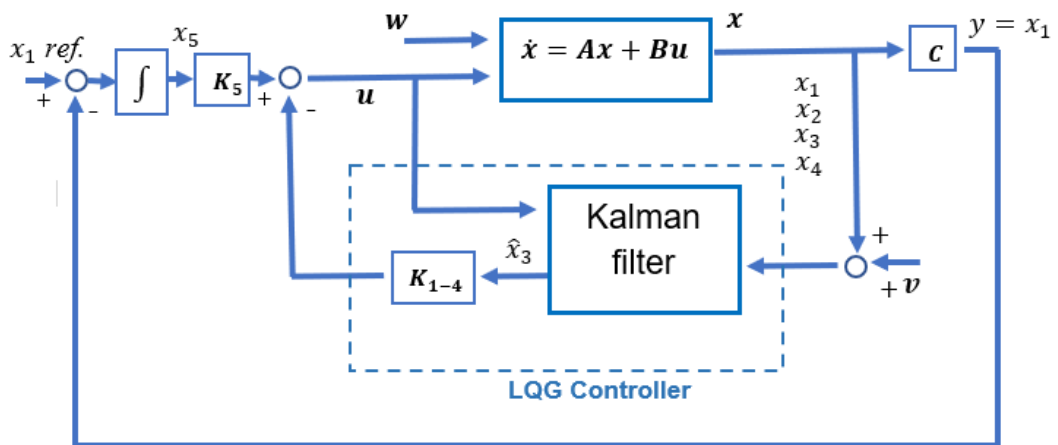 w
x
y = x₁
x₁ ref.
x₅
ẋ = Ax + Bu
C
∫
K₅
+
-
+
-
u
x₁
x₂
x₃
x₄
Kalman
filter
x̂₃
K₁₋₄
+
+ v
LQG Controller